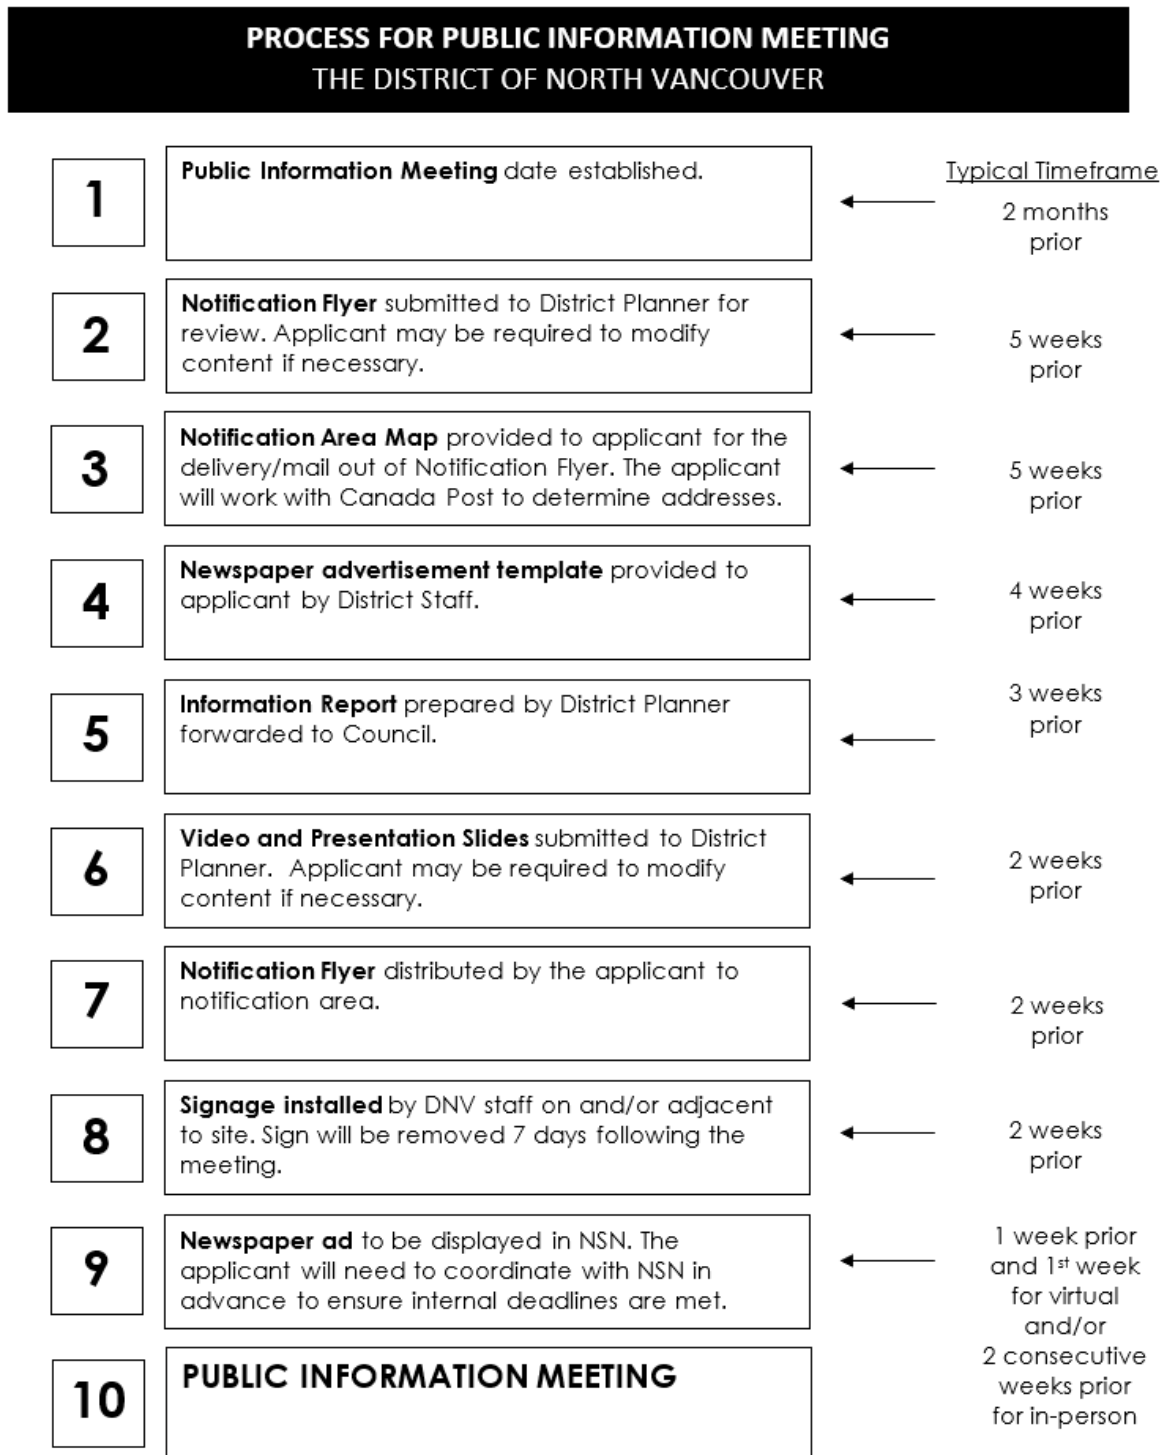 PROCESS FOR PUBLIC INFORMATION MEETING
THE DISTRICT OF NORTH VANCOUVER
Typical Timeframe
1
Public Information Meeting date established.
2 months
prior
2
Notification Flyer submitted to District Planner for
review. Applicant may be required to modify
content if necessary.
5 weeks
prior
3
Notification Area Map provided to applicant for the
delivery/mail out of Notification Flyer. The applicant
will work with Canada Post to determine addresses.
5 weeks
prior
4
Newspaper advertisement template provided to
applicant by District Staff.
4 weeks
prior
5
Information Report prepared by District Planner
forwarded to Council.
3 weeks
prior
6
Video and Presentation Slides submitted to District
Planner. Applicant may be required to modify
content if necessary.
2 weeks
prior
7
Notification Flyer distributed by the applicant to
notification area.
2 weeks
prior
8
Signage installed by DNV staff on and/or adjacent
to site. Sign will be removed 7 days following the
meeting.
2 weeks
prior
9
Newspaper ad to be displayed in NSN. The
applicant will need to coordinate with NSN in
advance to ensure internal deadlines are met.
1 week prior
and 1st week
for virtual
and/or
2 consecutive
weeks prior
for in-person
10
PUBLIC INFORMATION MEETING